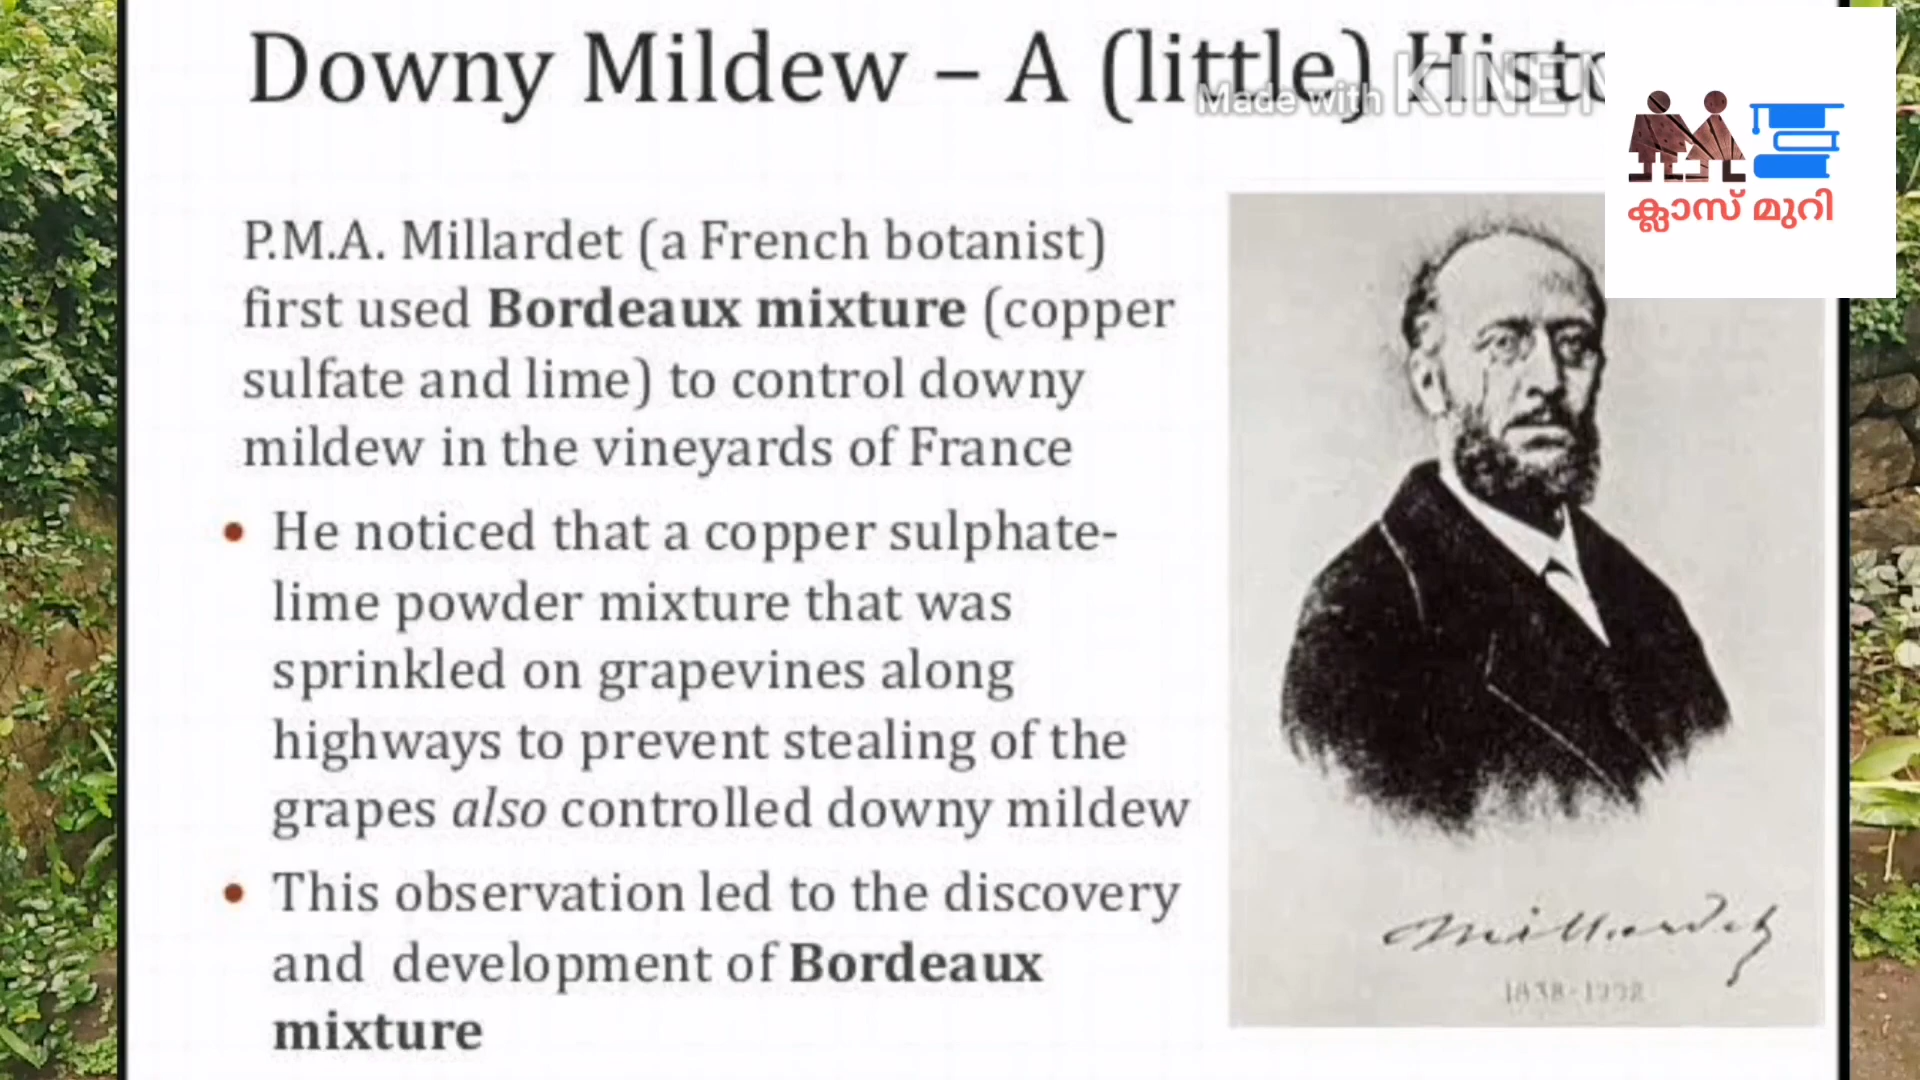 Downy Mildew – A (little) Histo
Made with KINEM
ക്ലാസ് മുറി
P.M.A. Millardet (a French botanist)
first used Bordeaux mixture (copper
sulfate and lime) to control downy
mildew in the vineyards of France
• He noticed that a copper sulphate-
lime powder mixture that was
sprinkled on grapevines along
highways to prevent stealing of the
grapes also controlled downy mildew
• This observation led to the discovery
and development of Bordeaux
mixture
Millardet